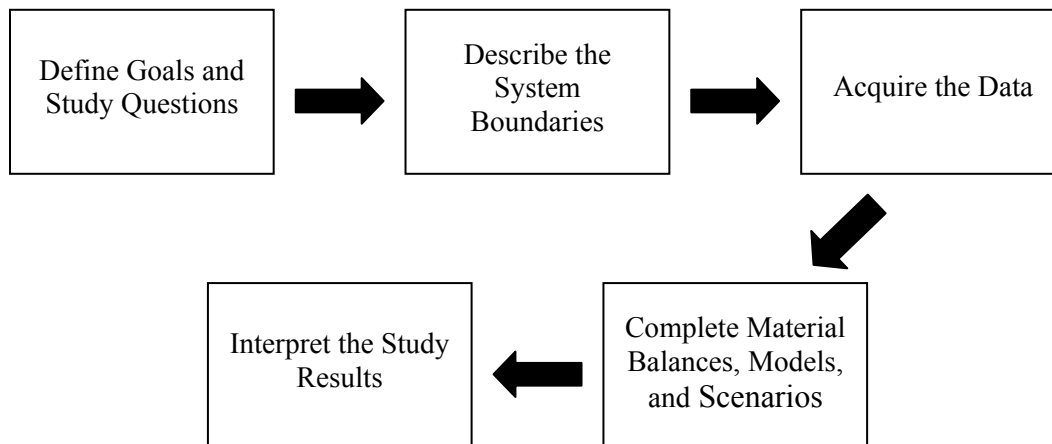 Define Goals and
Study Questions
Describe the
System
Boundaries
Acquire the Data
Complete Material
Balances, Models,
and Scenarios
Interpret the Study
Results